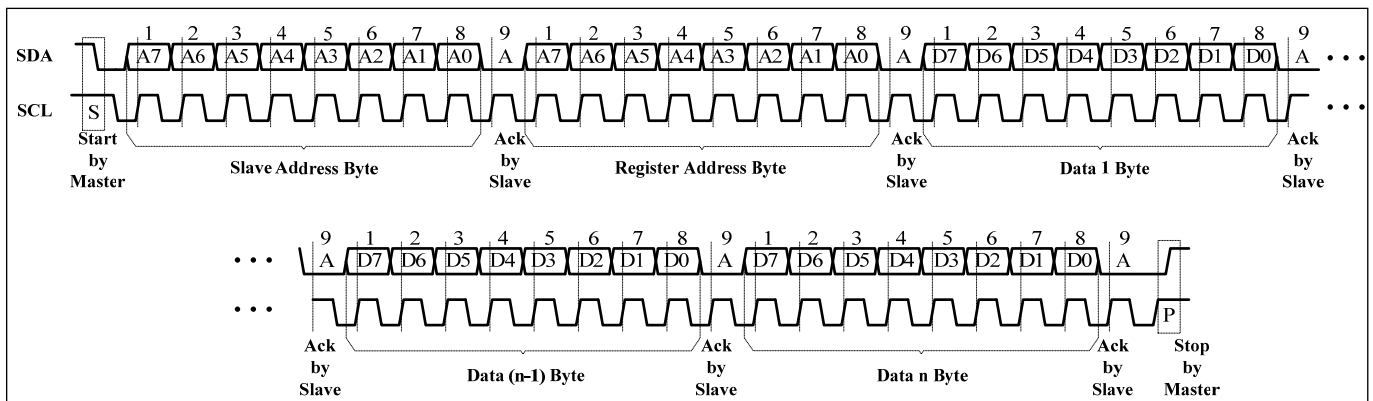 1 2 3 4 5 6 7 8 9 1 2 3 4 5 6 7 8 9 1 2 3 4 5 6 7 8 9
SDA A7 A6 A5 A4 A3 A2 A1 A0 A A7 A6 A5 A4 A3 A2 A1 A0 A D7 D6 D5 D4 D3 D2 D1 D0 A • • •
SCL S • • •
Start by Master
Slave Address Byte
Ack by Slave
Register Address Byte
Ack by Slave
Data 1 Byte
Ack by Slave
9 1 2 3 4 5 6 7 8 9 1 2 3 4 5 6 7 8 9
• • • A D7 D6 D5 D4 D3 D2 D1 D0 A D7 D6 D5 D4 D3 D2 D1 D0 A
• • • P
Ack by Slave
Data (n-1) Byte
Ack by Slave
Data n Byte
Ack by Slave
Stop by Master